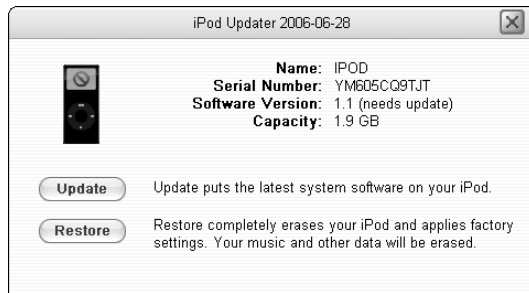 iPod Updater 2006-06-28
Name: IPOD
Serial Number: YM605CQ9TJT
Software Version: 1.1 (needs update)
Capacity: 1.9 GB
Update
Update puts the latest system software on your iPod.
Restore
Restore completely erases your iPod and applies factory
settings. Your music and other data will be erased.